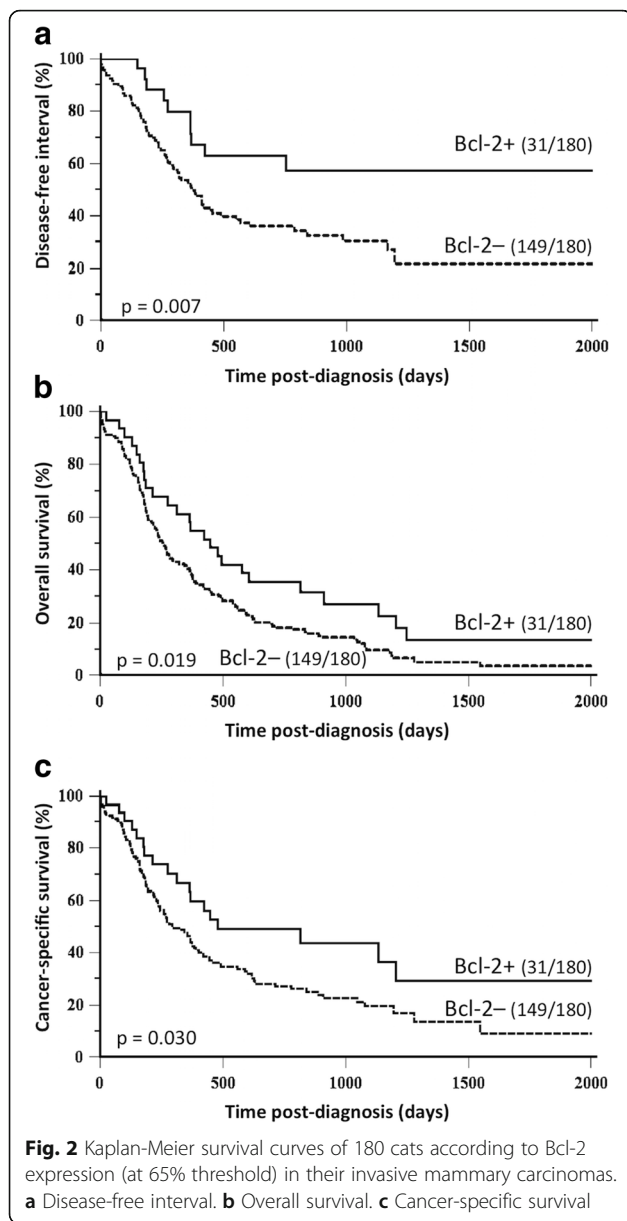 a
100
80
60
40
20
0
Disease-free interval (%)
Bcl-2+ (31/180)
Bcl-2– (149/180)
p = 0.007
0 500 1000 1500 2000
Time post-diagnosis (days)
b
100
80
60
40
20
0
Overall survival (%)
Bcl-2+ (31/180)
p = 0.019
Bcl-2– (149/180)
0 500 1000 1500 2000
Time post-diagnosis (days)
c
100
80
60
40
20
0
Cancer-specific survival (%)
Bcl-2+ (31/180)
Bcl-2– (149/180)
p = 0.030
0 500 1000 1500 2000
Time post-diagnosis (days)
Fig. 2 Kaplan-Meier survival curves of 180 cats according to Bcl-2
expression (at 65% threshold) in their invasive mammary carcinomas.
a Disease-free interval. b Overall survival. c Cancer-specific survival